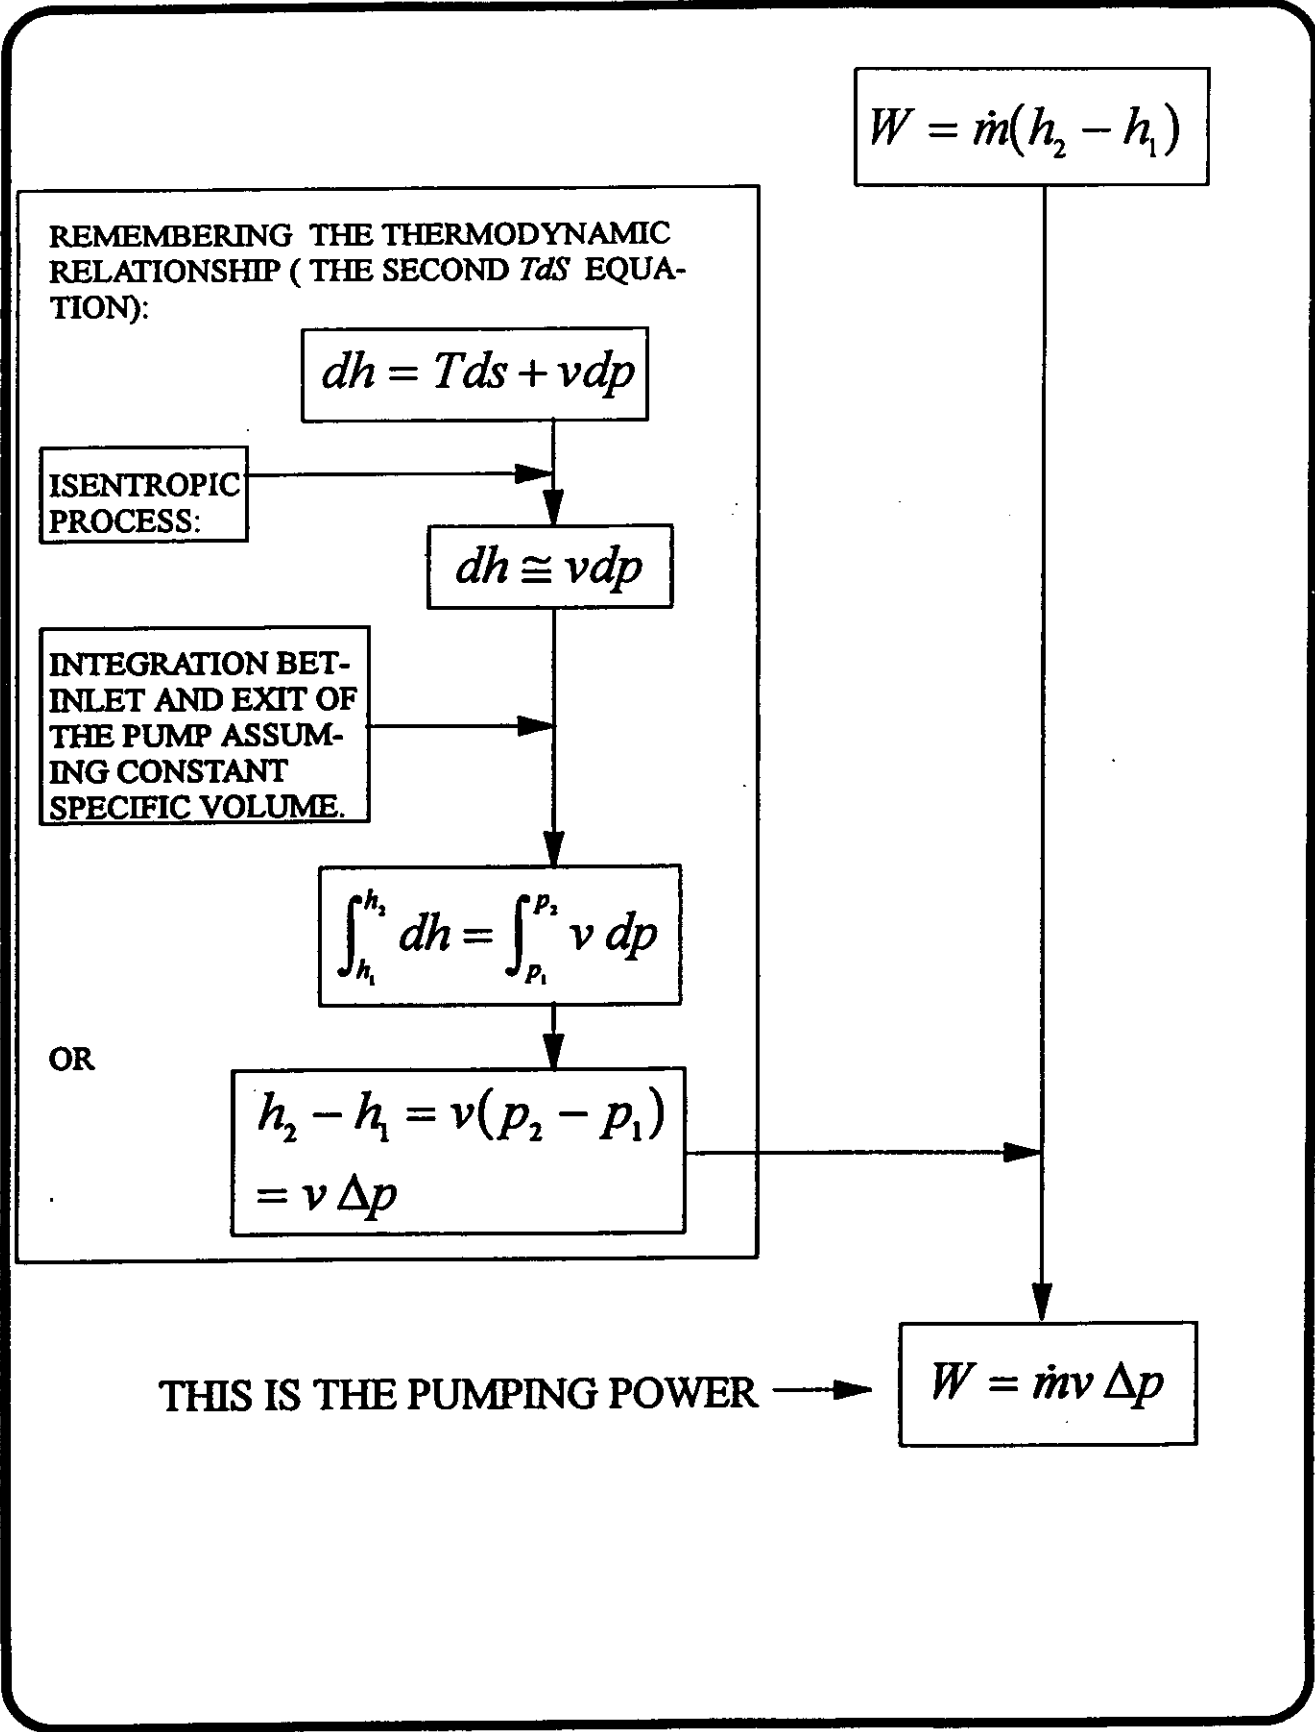 W = ṁ(h₂ − h₁)
REMEMBERING THE THERMODYNAMIC
RELATIONSHIP ( THE SECOND TdS EQUA-
TION):
dh = Tds + vdp
ISENTROPIC
PROCESS:
dh ≅ vdp
INTEGRATION BET-
INLET AND EXIT OF
THE PUMP ASSUM-
ING CONSTANT
SPECIFIC VOLUME.
∫_{h₁}^{h₂} dh = ∫_{p₁}^{p₂} v dp
OR
h₂ − h₁ = v(p₂ − p₁)
= v Δp
THIS IS THE PUMPING POWER
W = ṁv Δp